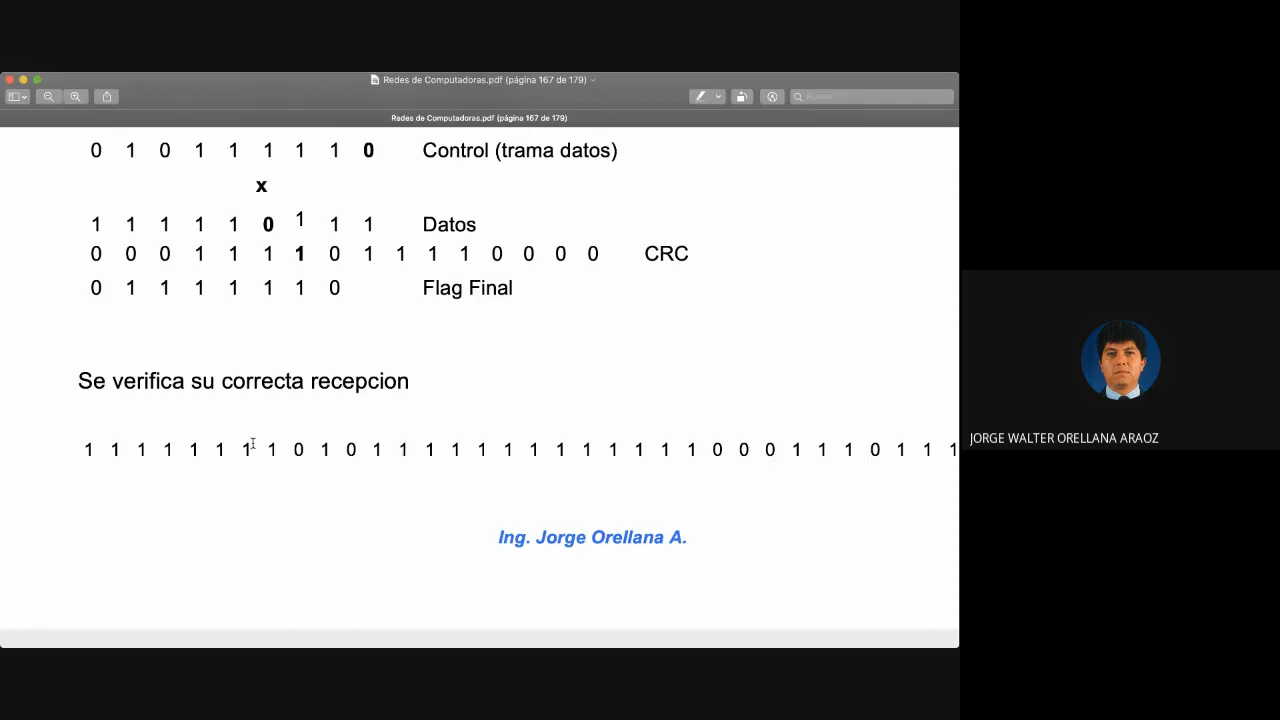 Redes de Computadoras.pdf (página 167 de 179)
Buscar
Redes de Computadoras.pdf (página 167 de 179)
0 1 0 1 1 1 1 1 0 Control (trama datos)
x
1 1 1 1 1 0 1 1 1 Datos
0 0 0 1 1 1 1 0 1 1 1 1 0 0 0 0 CRC
0 1 1 1 1 1 1 0 Flag Final
Se verifica su correcta recepcion
1 1 1 1 1 1 1 1 0 1 0 1 1 1 1 1 1 1 1 1 1 1 1 1 0 0 0 1 1 1 0 1 1 1
Ing. Jorge Orellana A.
JORGE WALTER ORELLANA ARAOZ